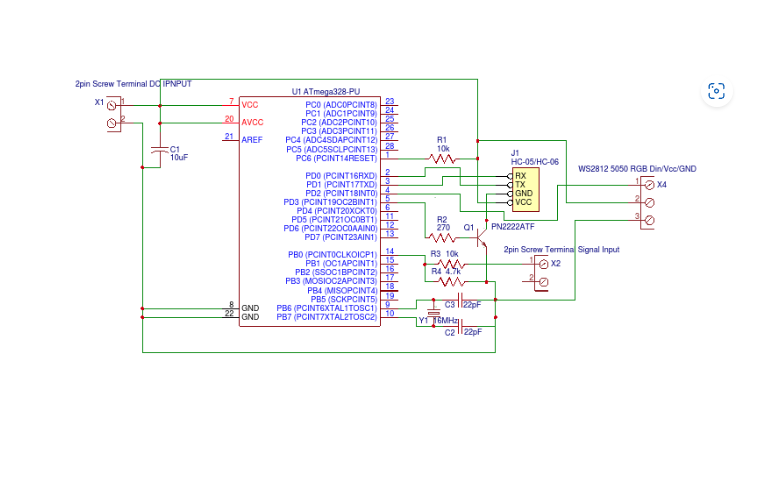 2pin Screw Terminal DC IPNPUT
X1
1
2
U1 ATmega328-PU
7 VCC
20 AVCC
21 AREF
8 GND
22 GND
C1
10uF
PC0 (ADC0PCINT8) 23
PC1 (ADC1PCINT9) 24
PC2 (ADC2PCINT10) 25
PC3 (ADC3PCINT11) 26
PC4 (ADC4SDAPCINT12) 27
PC5 (ADC5SCLPCINT13) 28
PC6 (PCINT14RESET) 1
PD0 (PCINT16RXD) 2
PD1 (PCINT17TXD) 3
PD2 (PCINT18INT0) 4
PD3 (PCINT19OC2BINT1) 5
PD4 (PCINT20XCKT0) 6
PD5 (PCINT21OC0BT1) 11
PD6 (PCINT22OC0AAIN0) 12
PD7 (PCINT23AIN1) 13
PB0 (PCINT0CLKOICP1) 14
PB1 (OC1APCINT1) 15
PB2 (SSOC1BPCINT2) 16
PB3 (MOSIOC2APCINT3) 17
PB4 (MISOPCINT4) 18
PB5 (SCKPCINT5) 19
PB6 (PCINT6XTAL1TOSC1) 9
PB7 (PCINT7XTAL2TOSC2) 10
R1
10k
J1
HC-05/HC-06
RX
TX
GND
VCC
WS2812 5050 RGB Din/Vcc/GND
1 X4
2
3
R2
270
Q1
PN2222ATF
2pin Screw Terminal Signal Input
R3 10k
R4 4.7k
1 X2
2
C3 22pF
Y1 16MHz
C2 22pF